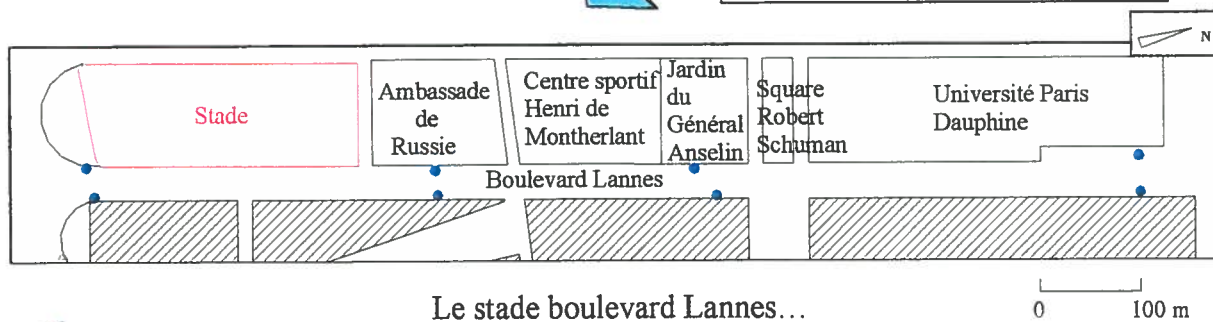 N
Stade
Ambassade
de
Russie
Centre sportif
Henri de
Montherlant
Jardin
du
Général
Anselin
Square
Robert
Schuman
Université Paris
Dauphine
Boulevard Lannes
Le stade boulevard Lannes...
0 100 m